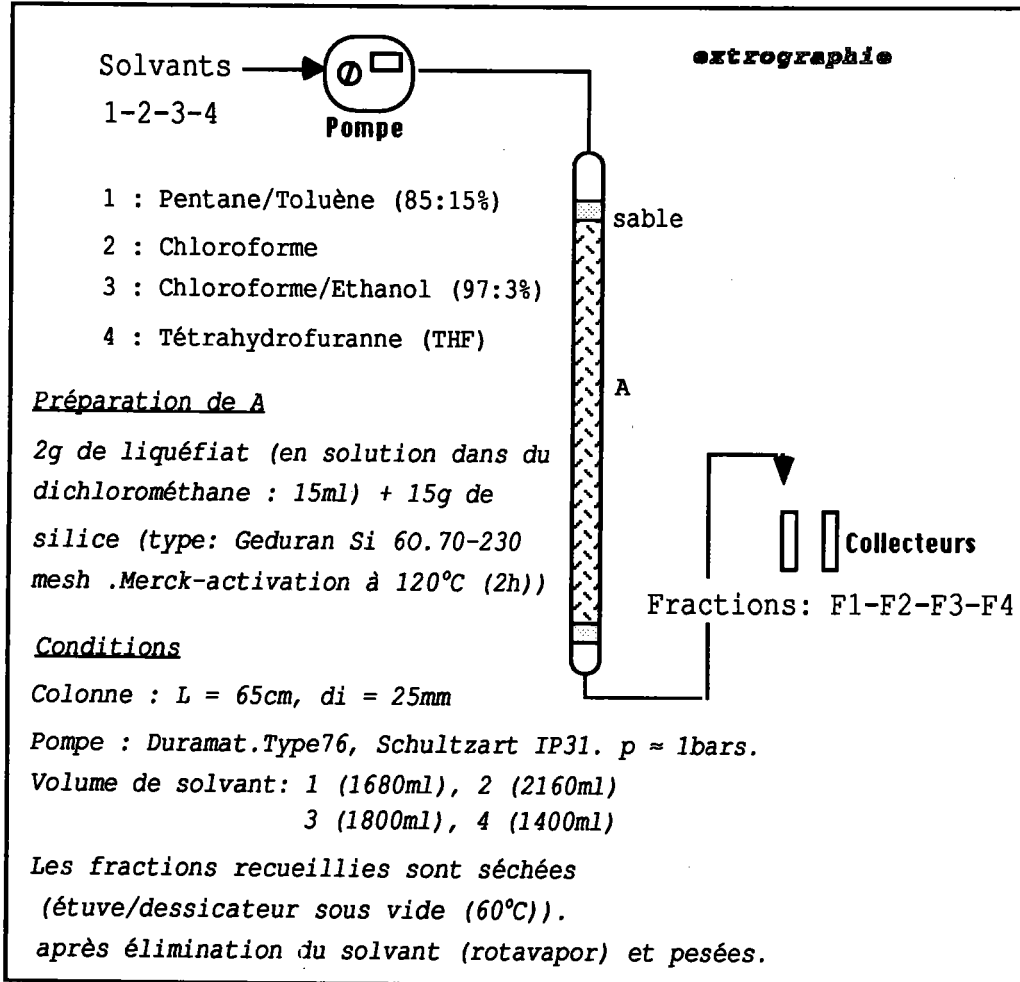 extrographie
Solvants
1-2-3-4
Pompe
1 : Pentane/Toluène (85:15%)
2 : Chloroforme
3 : Chloroforme/Ethanol (97:3%)
4 : Tétrahydrofuranne (THF)
sable
A
Préparation de A
2g de liquéfiat (en solution dans du
dichlorométhane : 15ml) + 15g de
silice (type: Geduran Si 60.70-230
mesh .Merck-activation à 120°C (2h))
Collecteurs
Fractions: F1-F2-F3-F4
Conditions
Colonne : L = 65cm, di = 25mm
Pompe : Duramat.Type76, Schultzart IP31. p ≈ 1bars.
Volume de solvant: 1 (1680ml), 2 (2160ml)
3 (1800ml), 4 (1400ml)
Les fractions recueillies sont séchées
(étuve/dessicateur sous vide (60°C)).
après élimination du solvant (rotavapor) et pesées.